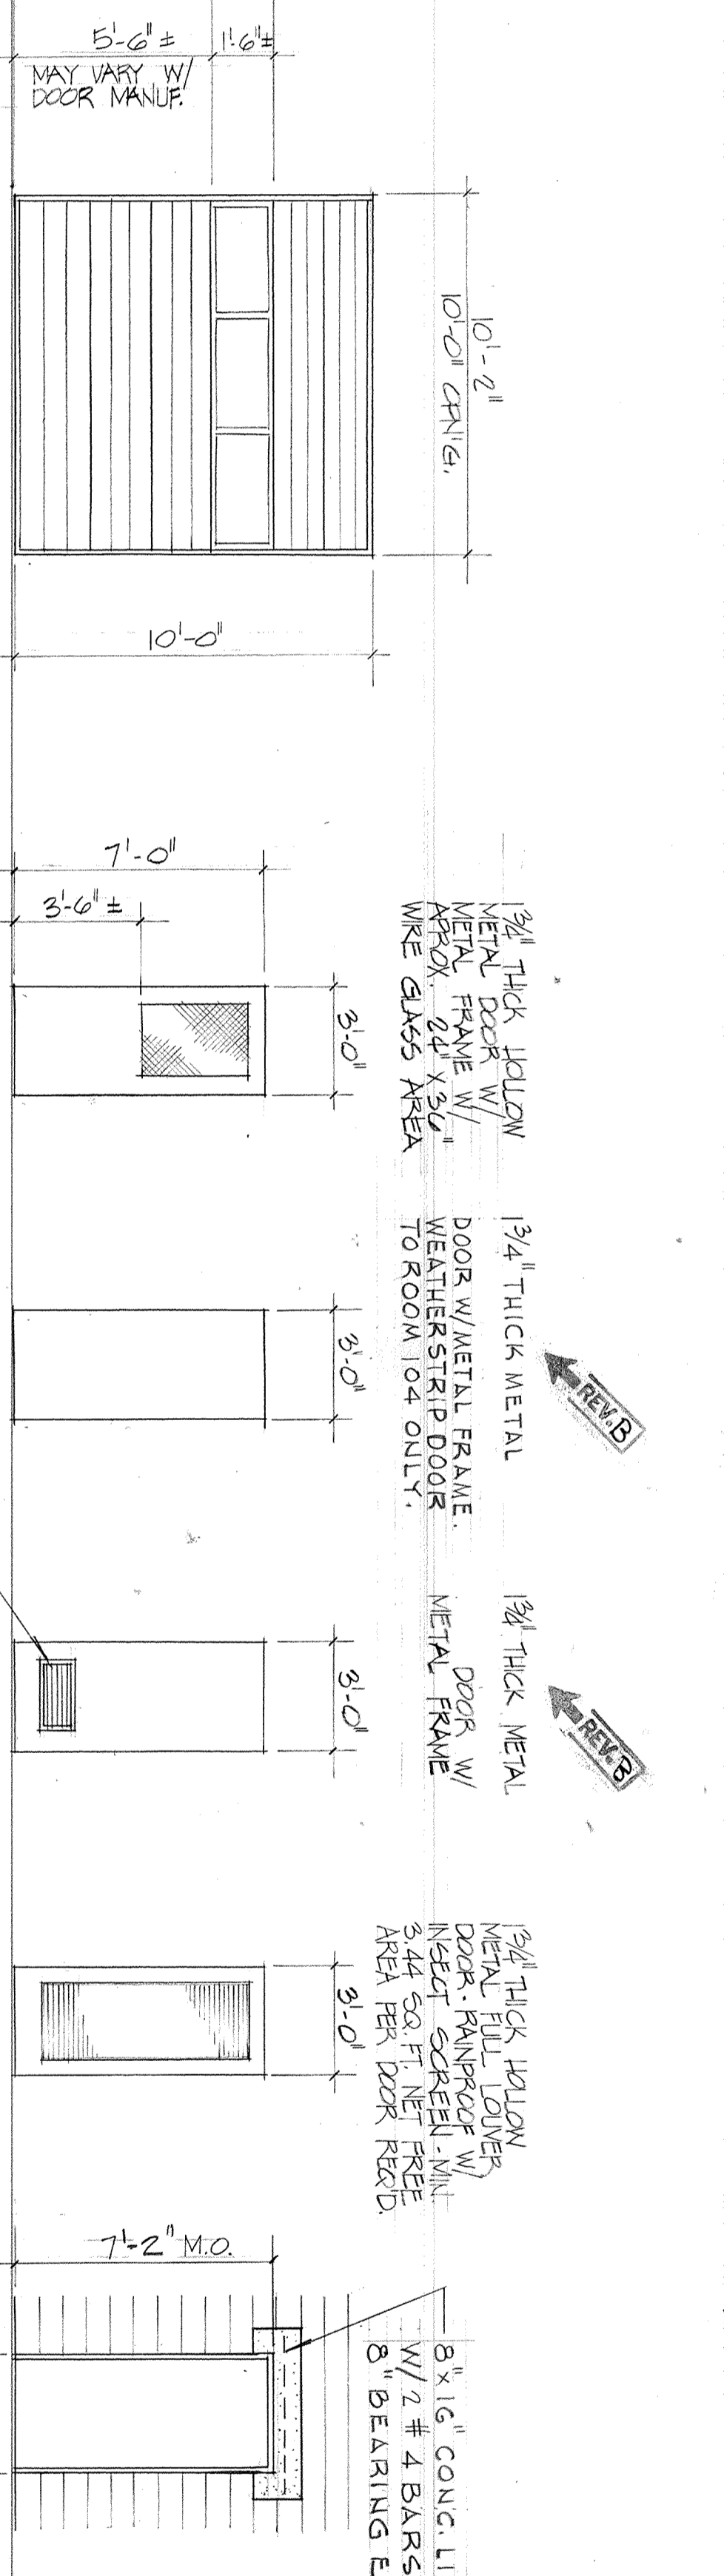 5'-6" ±
1'-6" ±
MAY VARY W/
DOOR MANUF.
10'-2"
10'-0" OPN'G.
10'-0"
7'-0"
3'-6" ±
3'-0"
1 3/4" THICK HOLLOW
METAL DOOR W/
METAL FRAME W/
APROX. 24" X 36"
WIRE GLASS AREA
3'-0"
1 3/4" THICK METAL
DOOR W/METAL FRAME.
WEATHERSTRIP DOOR
TO ROOM 104 ONLY.
REV. B
3'-0"
1 3/4" THICK METAL
DOOR W/
METAL FRAME
REV. B
3'-0"
1 3/4" THICK HOLLOW
METAL FULL LOUVER
DOOR - RAINPROOF W/
INSECT SCREEN - MIN.
3.44 SQ. FT. NET FREE
AREA PER DOOR REQ'D.
7'-2" M.O.
8" x 16" CONC. LI
W/ 2 # 4 BARS
8" BEARING E